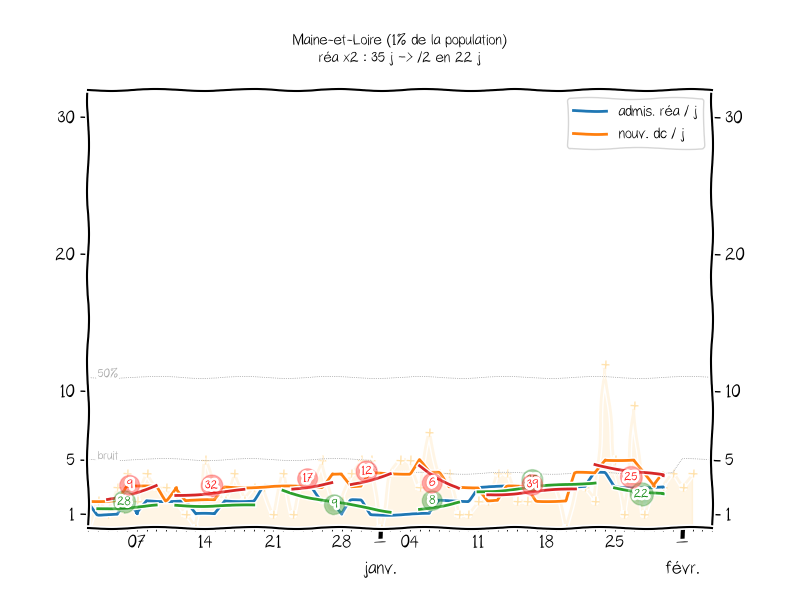 Maine-et-Loire (1% de la population)
réa x2 : 35 j -> /2 en 22 j
admis. réa / j
nouv. dc / j
30 30
20 20
50%
10 10
bruit
5 5
9 32 17 12 6 39 25
28 9 8 22
1 1
07 14 21 28 04 11 18 25
janv. févr.